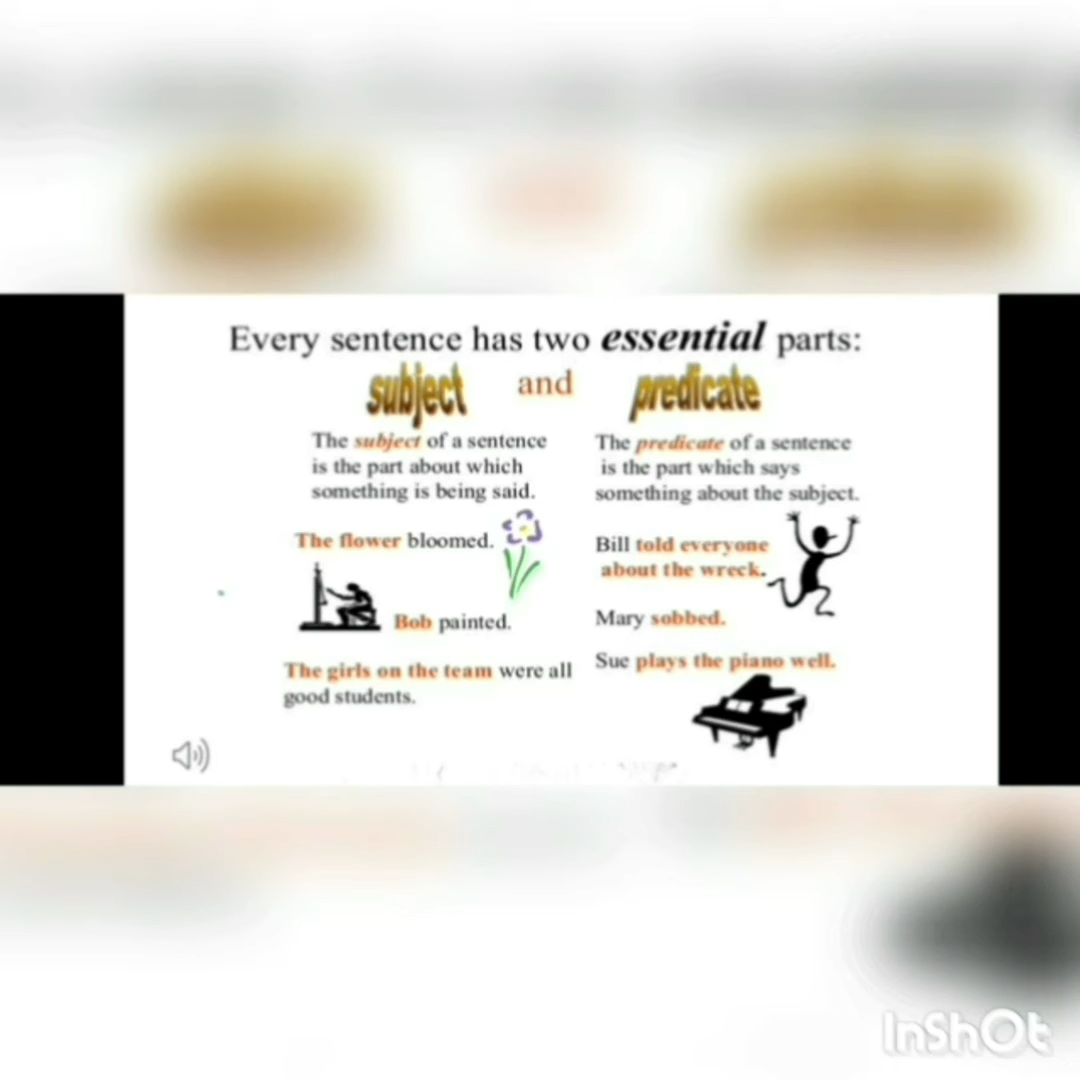 Every sentence has two essential parts:
subject and predicate
The subject of a sentence
is the part about which
something is being said.
The flower bloomed.
Bob painted.
The girls on the team were all
good students.
The predicate of a sentence
is the part which says
something about the subject.
Bill told everyone
about the wreck.
Mary sobbed.
Sue plays the piano well.
InShOt